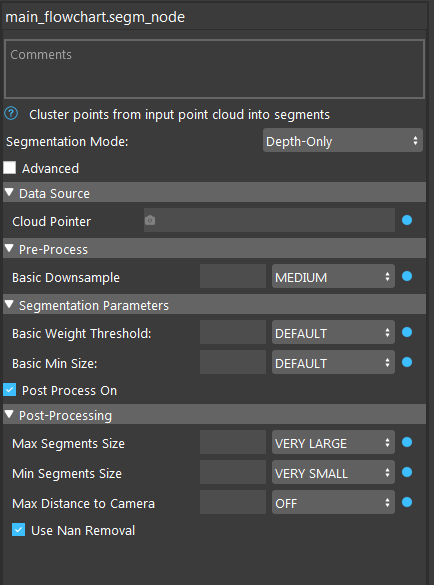 main_flowchart.segm_node
Comments
? Cluster points from input point cloud into segments
Segmentation Mode: Depth-Only
Advanced
Data Source
Cloud Pointer
Pre-Process
Basic Downsample MEDIUM
Segmentation Parameters
Basic Weight Threshold: DEFAULT
Basic Min Size: DEFAULT
Post Process On
Post-Processing
Max Segments Size VERY LARGE
Min Segments Size VERY SMALL
Max Distance to Camera OFF
Use Nan Removal